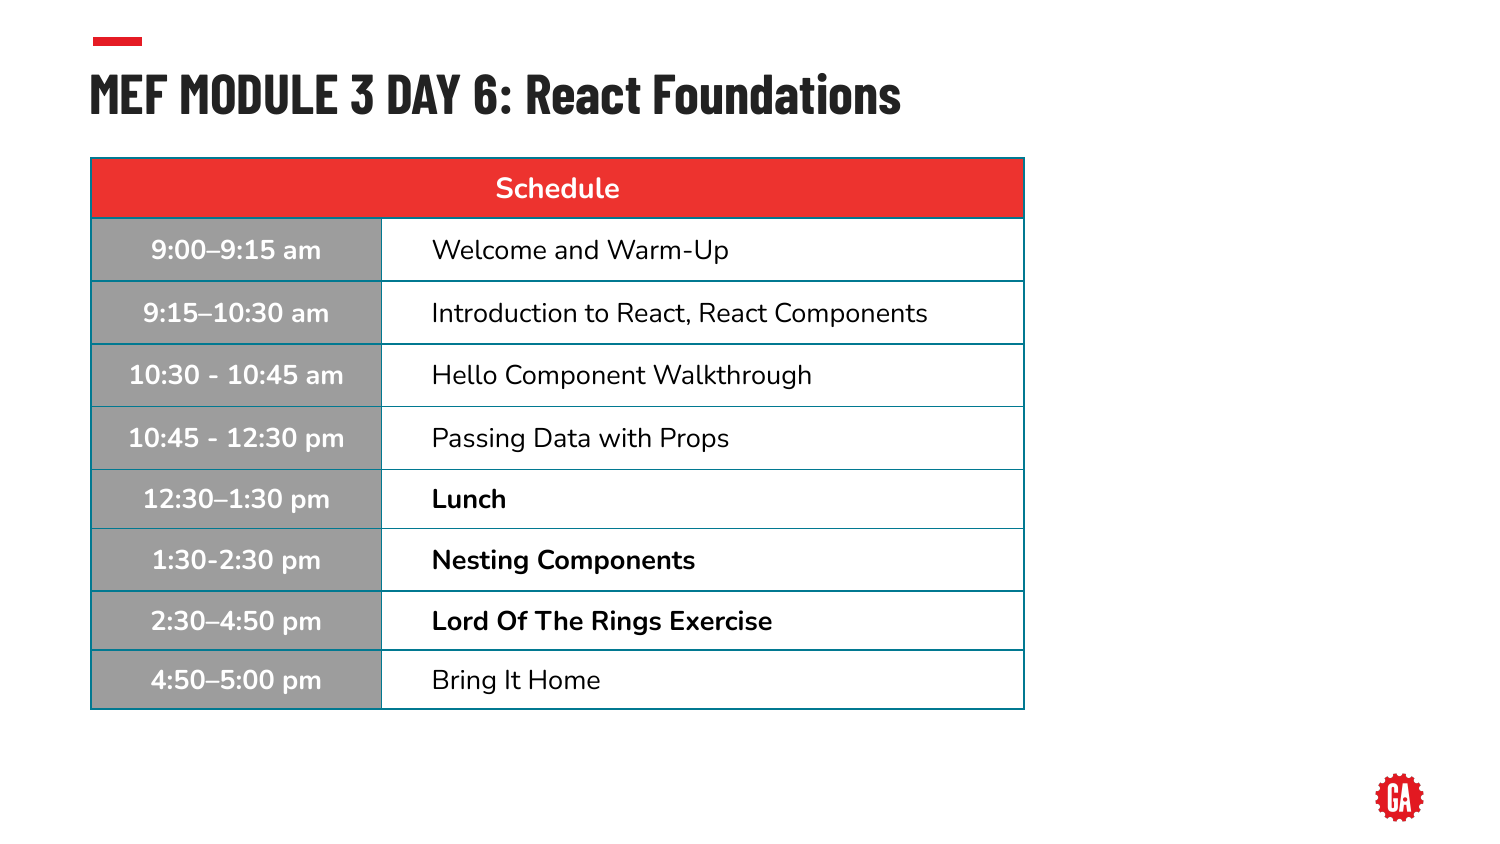 MEF MODULE 3 DAY 6: React Foundations
Schedule
9:00–9:15 am Welcome and Warm-Up
9:15–10:30 am Introduction to React, React Components
10:30 - 10:45 am Hello Component Walkthrough
10:45 - 12:30 pm Passing Data with Props
12:30–1:30 pm Lunch
1:30-2:30 pm Nesting Components
2:30–4:50 pm Lord Of The Rings Exercise
4:50–5:00 pm Bring It Home
GA